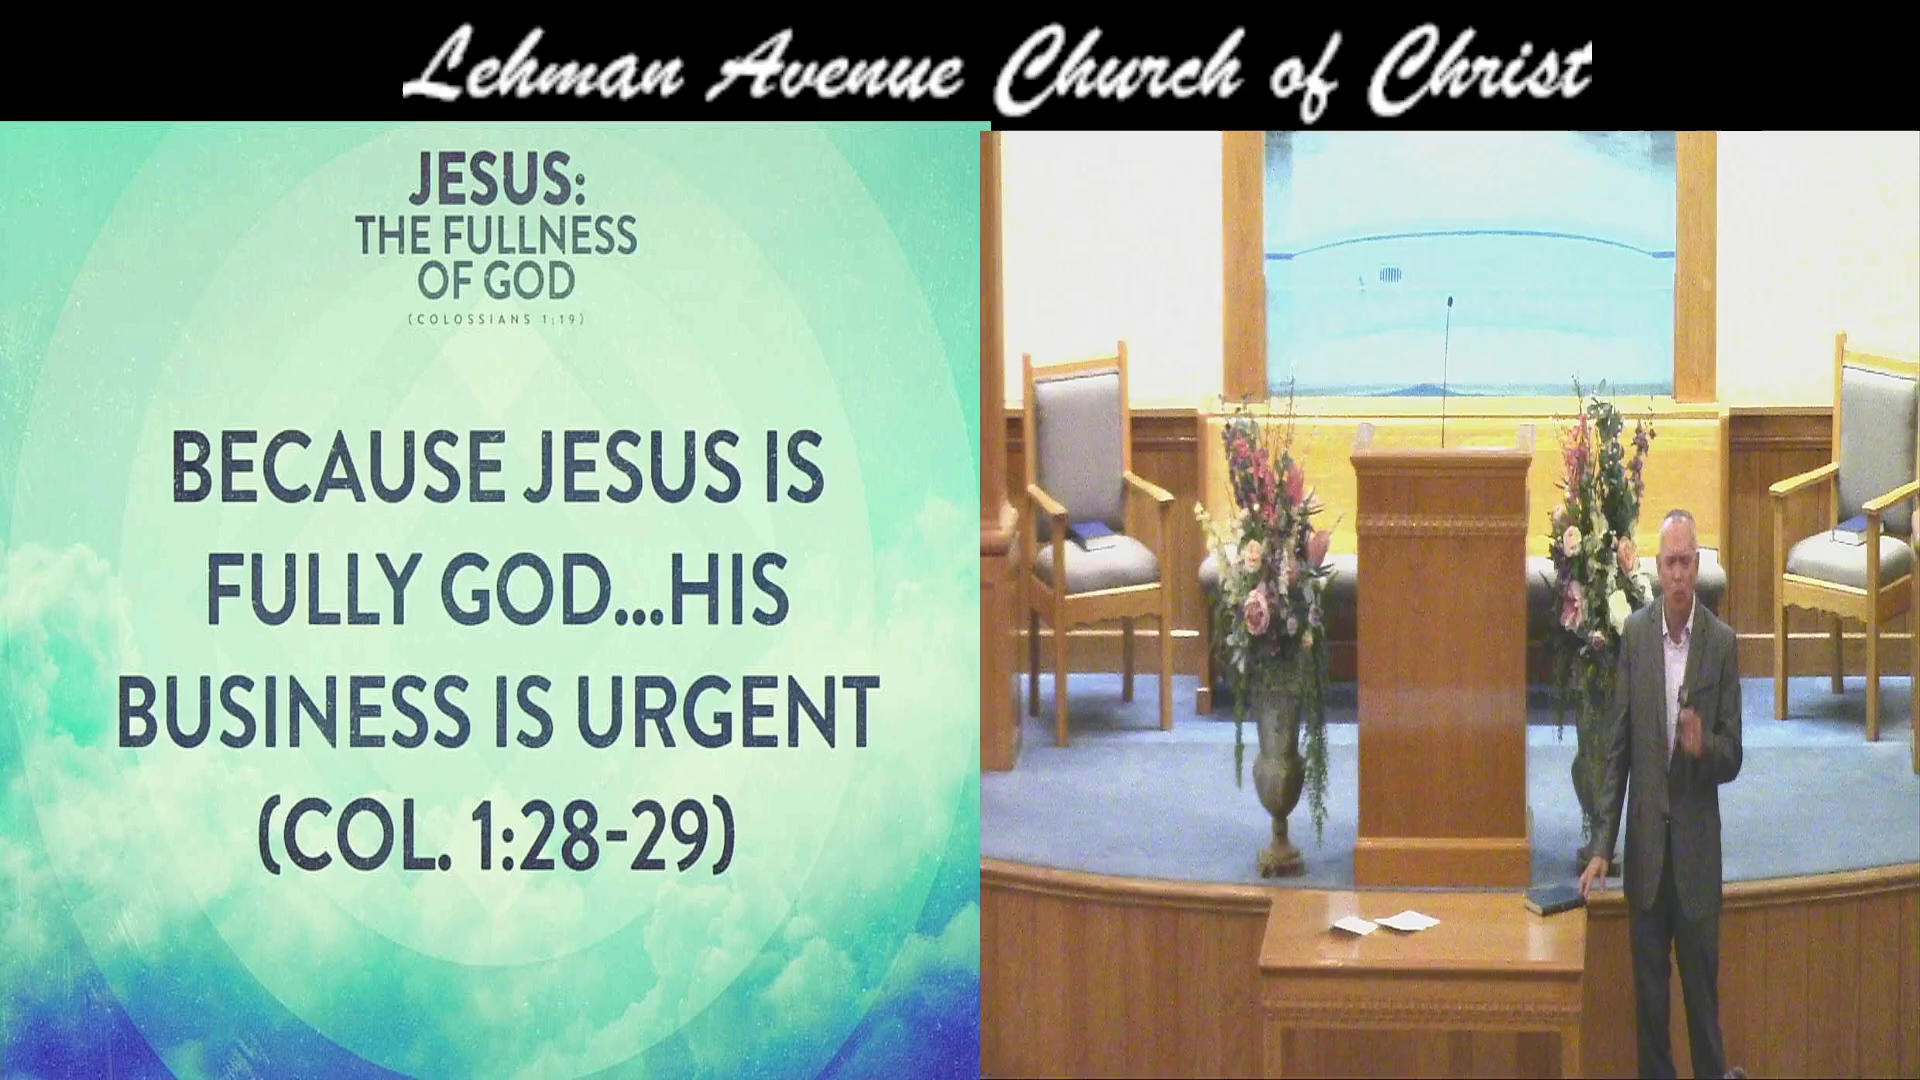 Lehman Avenue Church of Christ
JESUS:
THE FULLNESS
OF GOD
(COLOSSIANS 1:19)
BECAUSE JESUS IS
FULLY GOD...HIS
BUSINESS IS URGENT
(COL. 1:28-29)